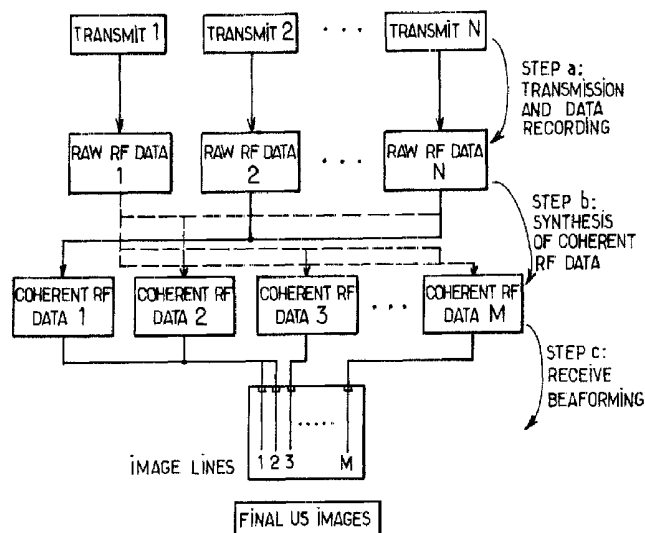 TRANSMIT 1
TRANSMIT 2
. . .
TRANSMIT N
STEP a:
TRANSMISSION
AND DATA
RECORDING
RAW RF DATA
1
RAW RF DATA
2
. . .
RAW RF DATA
N
STEP b:
SYNTHESIS
OF COHERENT
RF DATA
COHERENT RF
DATA 1
COHERENT RF
DATA 2
COHERENT RF
DATA 3
. . .
COHERENT RF
DATA M
STEP c:
RECEIVE
BEAFORMING
.....
IMAGE LINES
1 2 3 M
FINAL US IMAGES